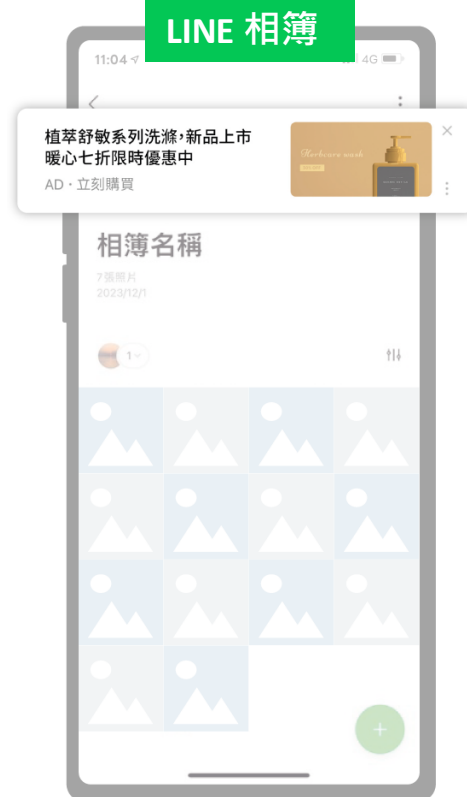 LINE 相簿
11:04
4G
植萃舒敏系列洗滌,新品上市
暖心七折限時優惠中
AD・立刻購買
Herbcare wash
相簿名稱
7張照片
2023/12/1
1